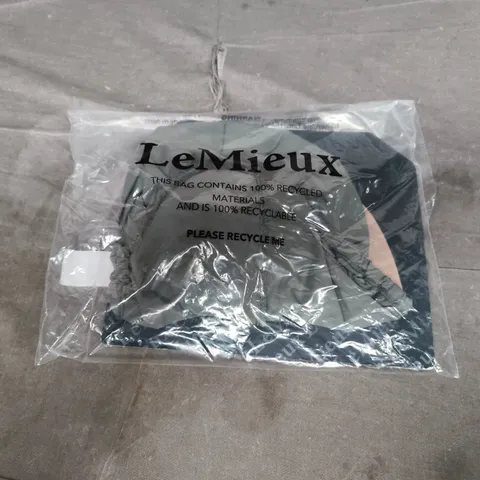 LeMieux
THIS BAG CONTAINS 100% RECYCLED
MATERIALS
AND IS 100% RECYCLABLE
PLEASE RECYCLE ME